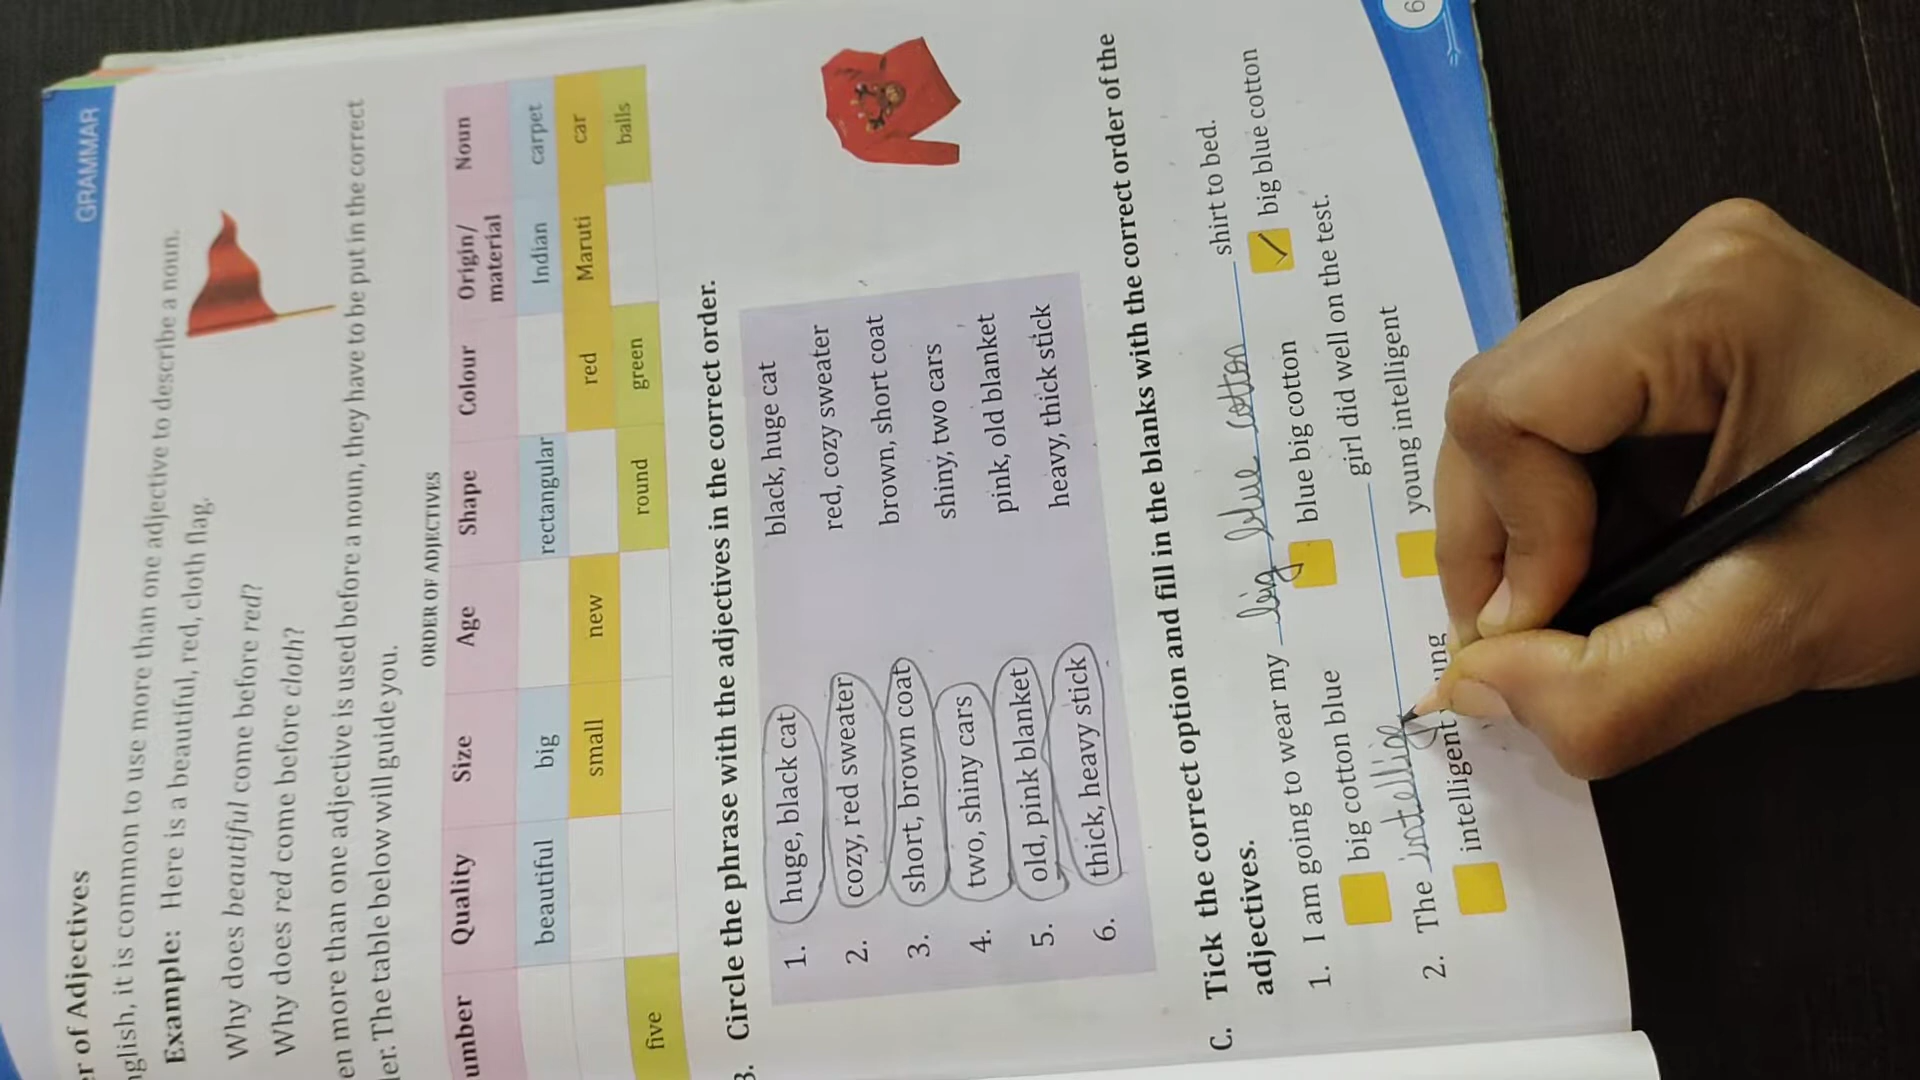 GRAMMAR
er of Adjectives
nglish, it is common to use more than one adjective to describe a noun.
Example: Here is a beautiful, red, cloth flag.
Why does beautiful come before red?
Why does red come before cloth?
en more than one adjective is used before a noun, they have to be put in the correct
er. The table below will guide you.
ORDER OF ADJECTIVES
umber Quality Size Age Shape Colour Origin/ material Noun
beautiful big rectangular Indian carpet
small new red Maruti car
five round green balls
B. Circle the phrase with the adjectives in the correct order.
1. huge, black cat black, huge cat
2. cozy, red sweater red, cozy sweater
3. short, brown coat brown, short coat
4. two, shiny cars shiny, two cars
5. old, pink blanket pink, old blanket
6. thick, heavy stick heavy, thick stick
C. Tick the correct option and fill in the blanks with the correct order of the
adjectives.
1. I am going to wear my big blue cotton shirt to bed.
big cotton blue blue big cotton ✓ big blue cotton
2. The intellige girl did well on the test.
intelligent ung young intelligent
6